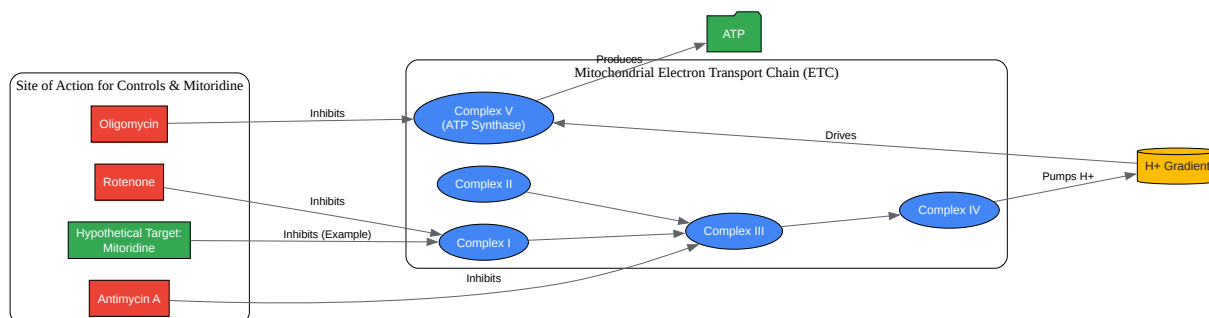 ATP
Produces
Mitochondrial Electron Transport Chain (ETC)
Site of Action for Controls & Mitoridine
Oligomycin
Inhibits
Complex V
(ATP Synthase)
Drives
H+ Gradient
Rotenone
Inhibits
Complex II
Pumps H+
Complex IV
Hypothetical Target:
Mitoridine
Inhibits (Example)
Complex I
Complex III
Antimycin A
Inhibits